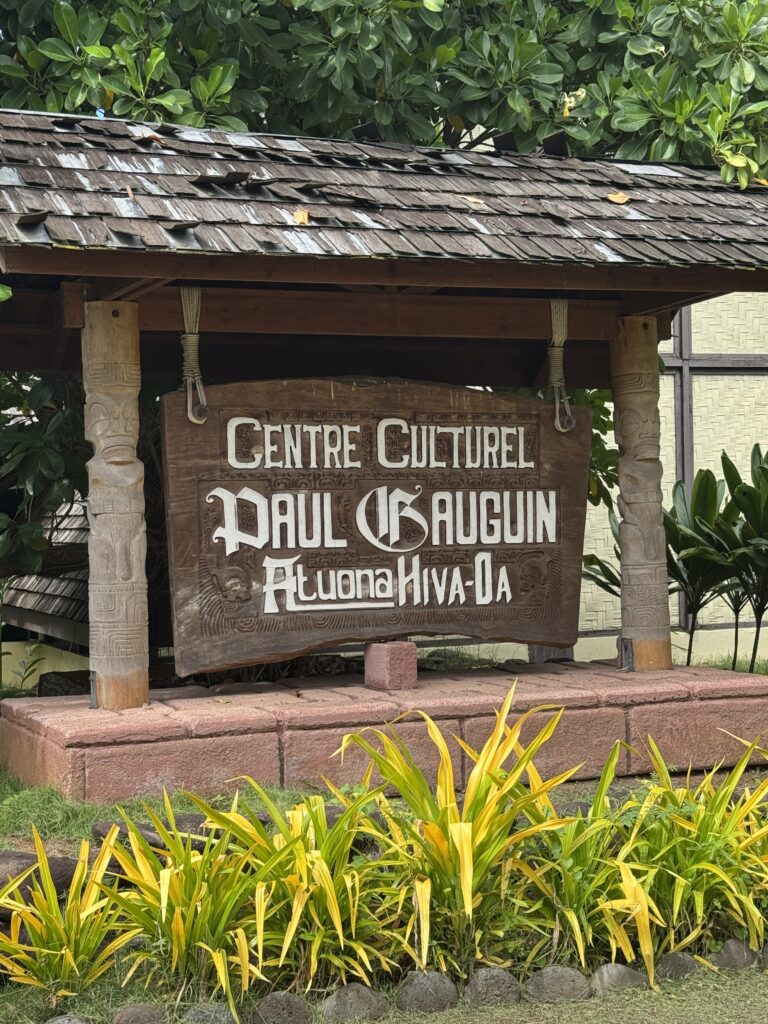 CENTRE CULTUREL
PAUL GAUGUIN
Atuona HIVA-OA